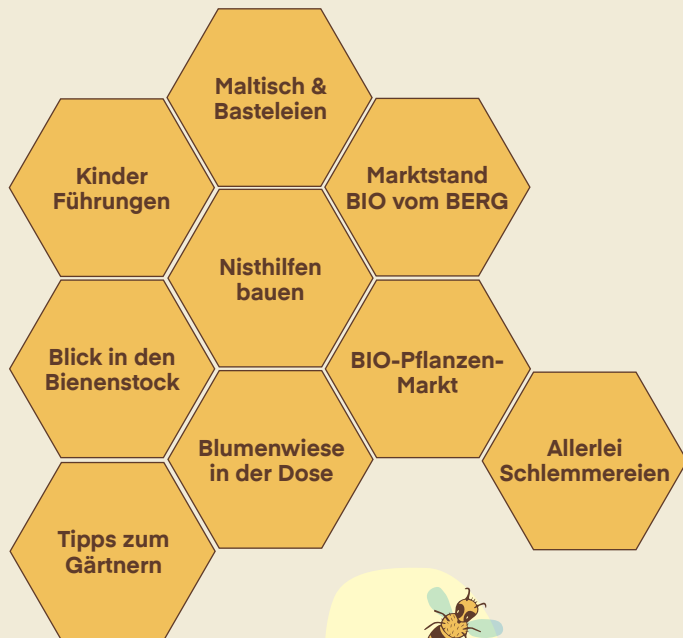 Maltisch &
Basteleien
Kinder
Führungen
Marktstand
BIO vom BERG
Nisthilfen
bauen
Blick in den
Bienenstock
BIO-Pflanzen-
Markt
Blumenwiese
in der Dose
Allerlei
Schlemmereien
Tipps zum
Gärtnern